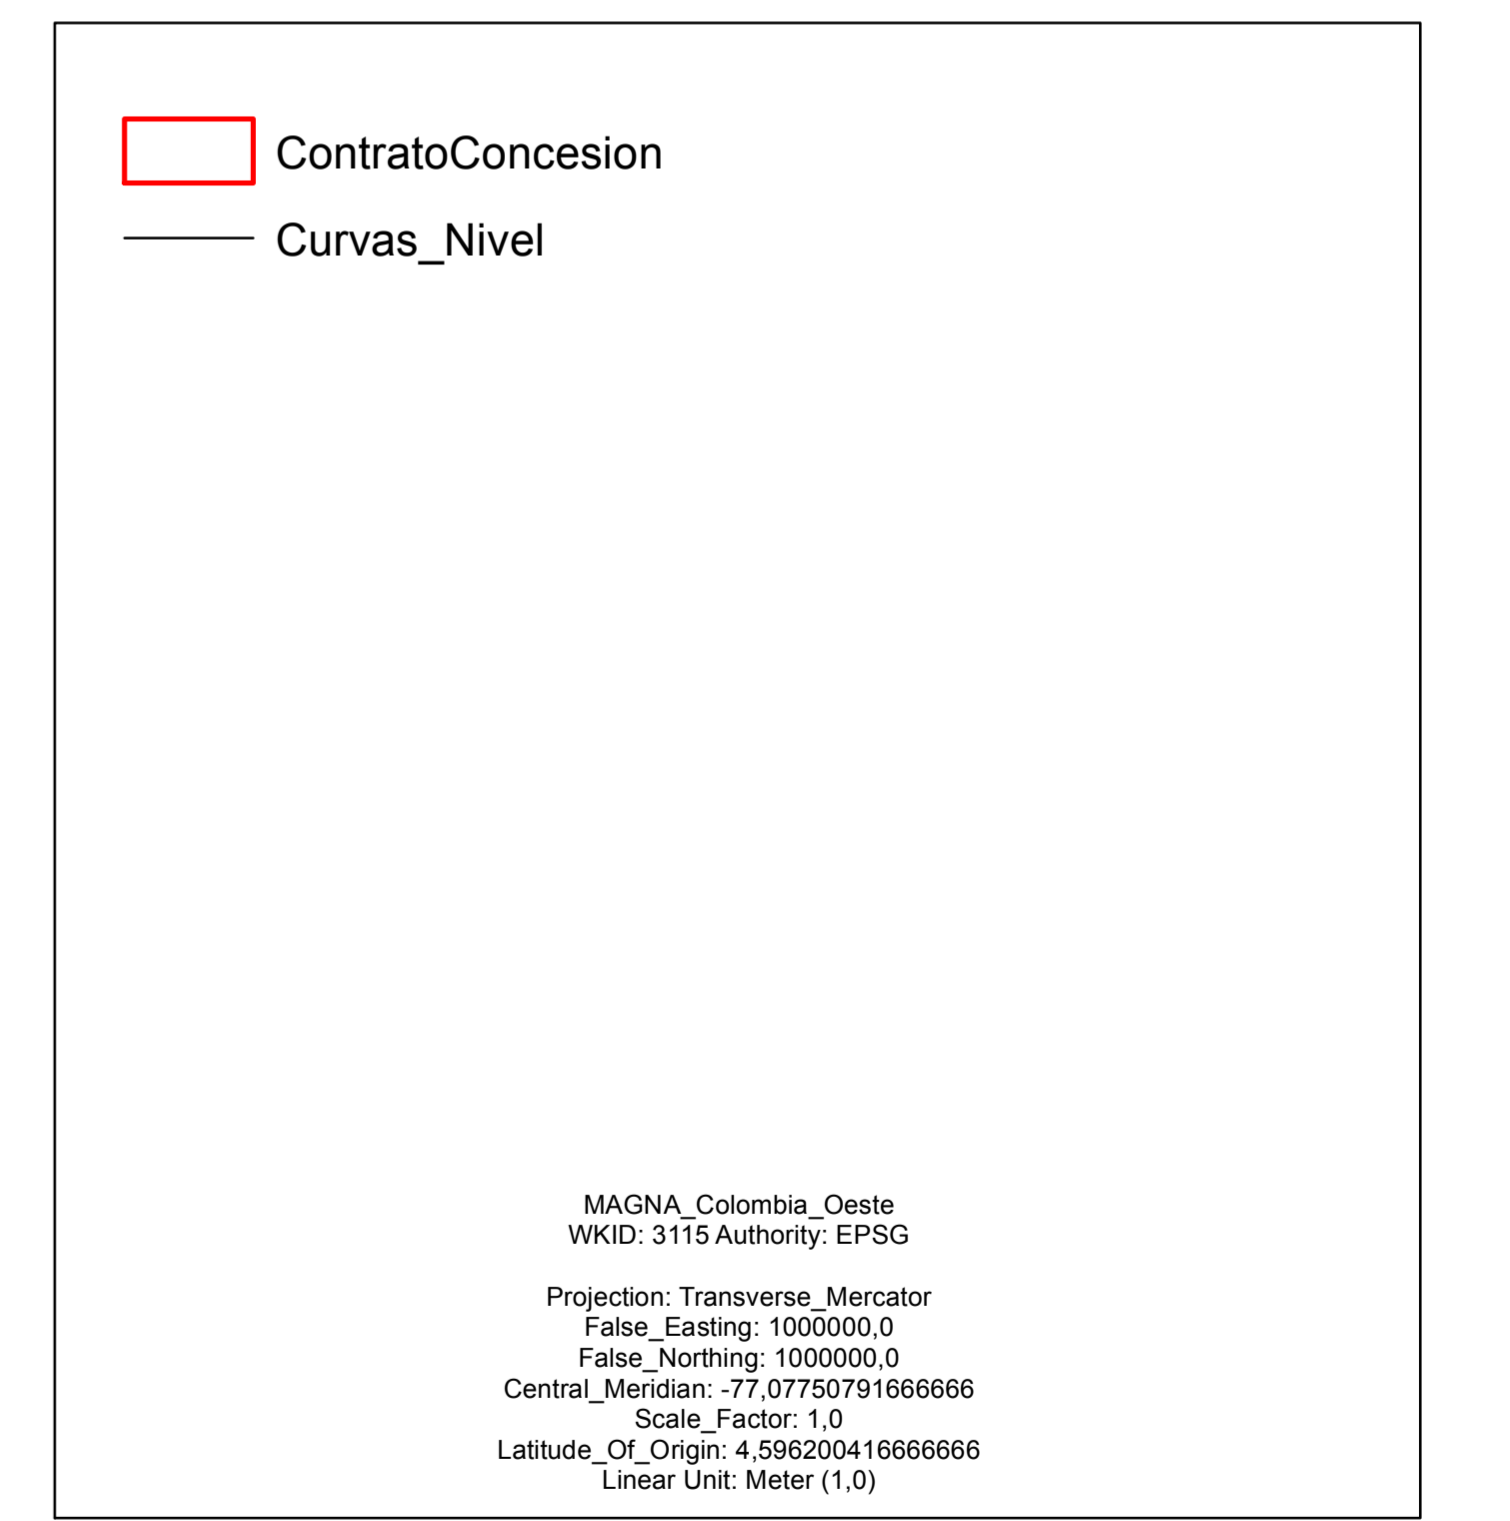 ContratoConcesion
Curvas_Nivel
MAGNA_Colombia_Oeste
WKID: 3115 Authority: EPSG
Projection: Transverse_Mercator
False_Easting: 1000000,0
False_Northing: 1000000,0
Central_Meridian: -77,07750791666666
Scale_Factor: 1,0
Latitude_Of_Origin: 4,596200416666666
Linear Unit: Meter (1,0)